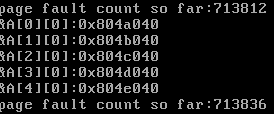 page fault count so far:713812
&A[0][0]:0x804a040
&A[1][0]:0x804b040
&A[2][0]:0x804c040
&A[3][0]:0x804d040
&A[4][0]:0x804e040
page fault count so far:713836